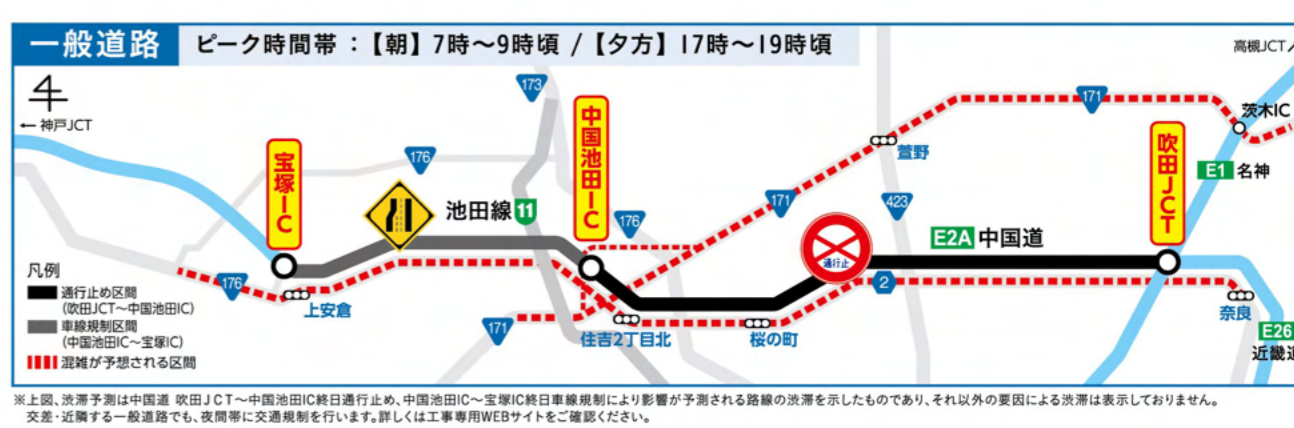 一般道路 ピーク時間帯：【朝】7時～9時頃 /【夕方】17時～19時頃
高槻JCT
← 神戸JCT
173
171
茨木IC
中国池田IC
宝塚IC
吹田JCT
176
萱野
E1 名神
池田線 11
176
171
423
E2A 中国道
通行止
凡例
通行止め区間
(吹田JCT～中国池田IC)
車線規制区間
(中国池田IC～宝塚IC)
混雑が予想される区間
176
上安倉
171
住吉2丁目北
桜の町
2
奈良
E26
近畿道
※上図、渋滞予測は中国道 吹田JCT～中国池田IC終日通行止め、中国池田IC～宝塚IC終日車線規制により影響が予測される路線の渋滞を示したものであり、それ以外の要因による渋滞は表示しておりません。
交差・近隣する一般道路でも、夜間帯に交通規制を行います。詳しくは工事専用WEBサイトをご確認ください。